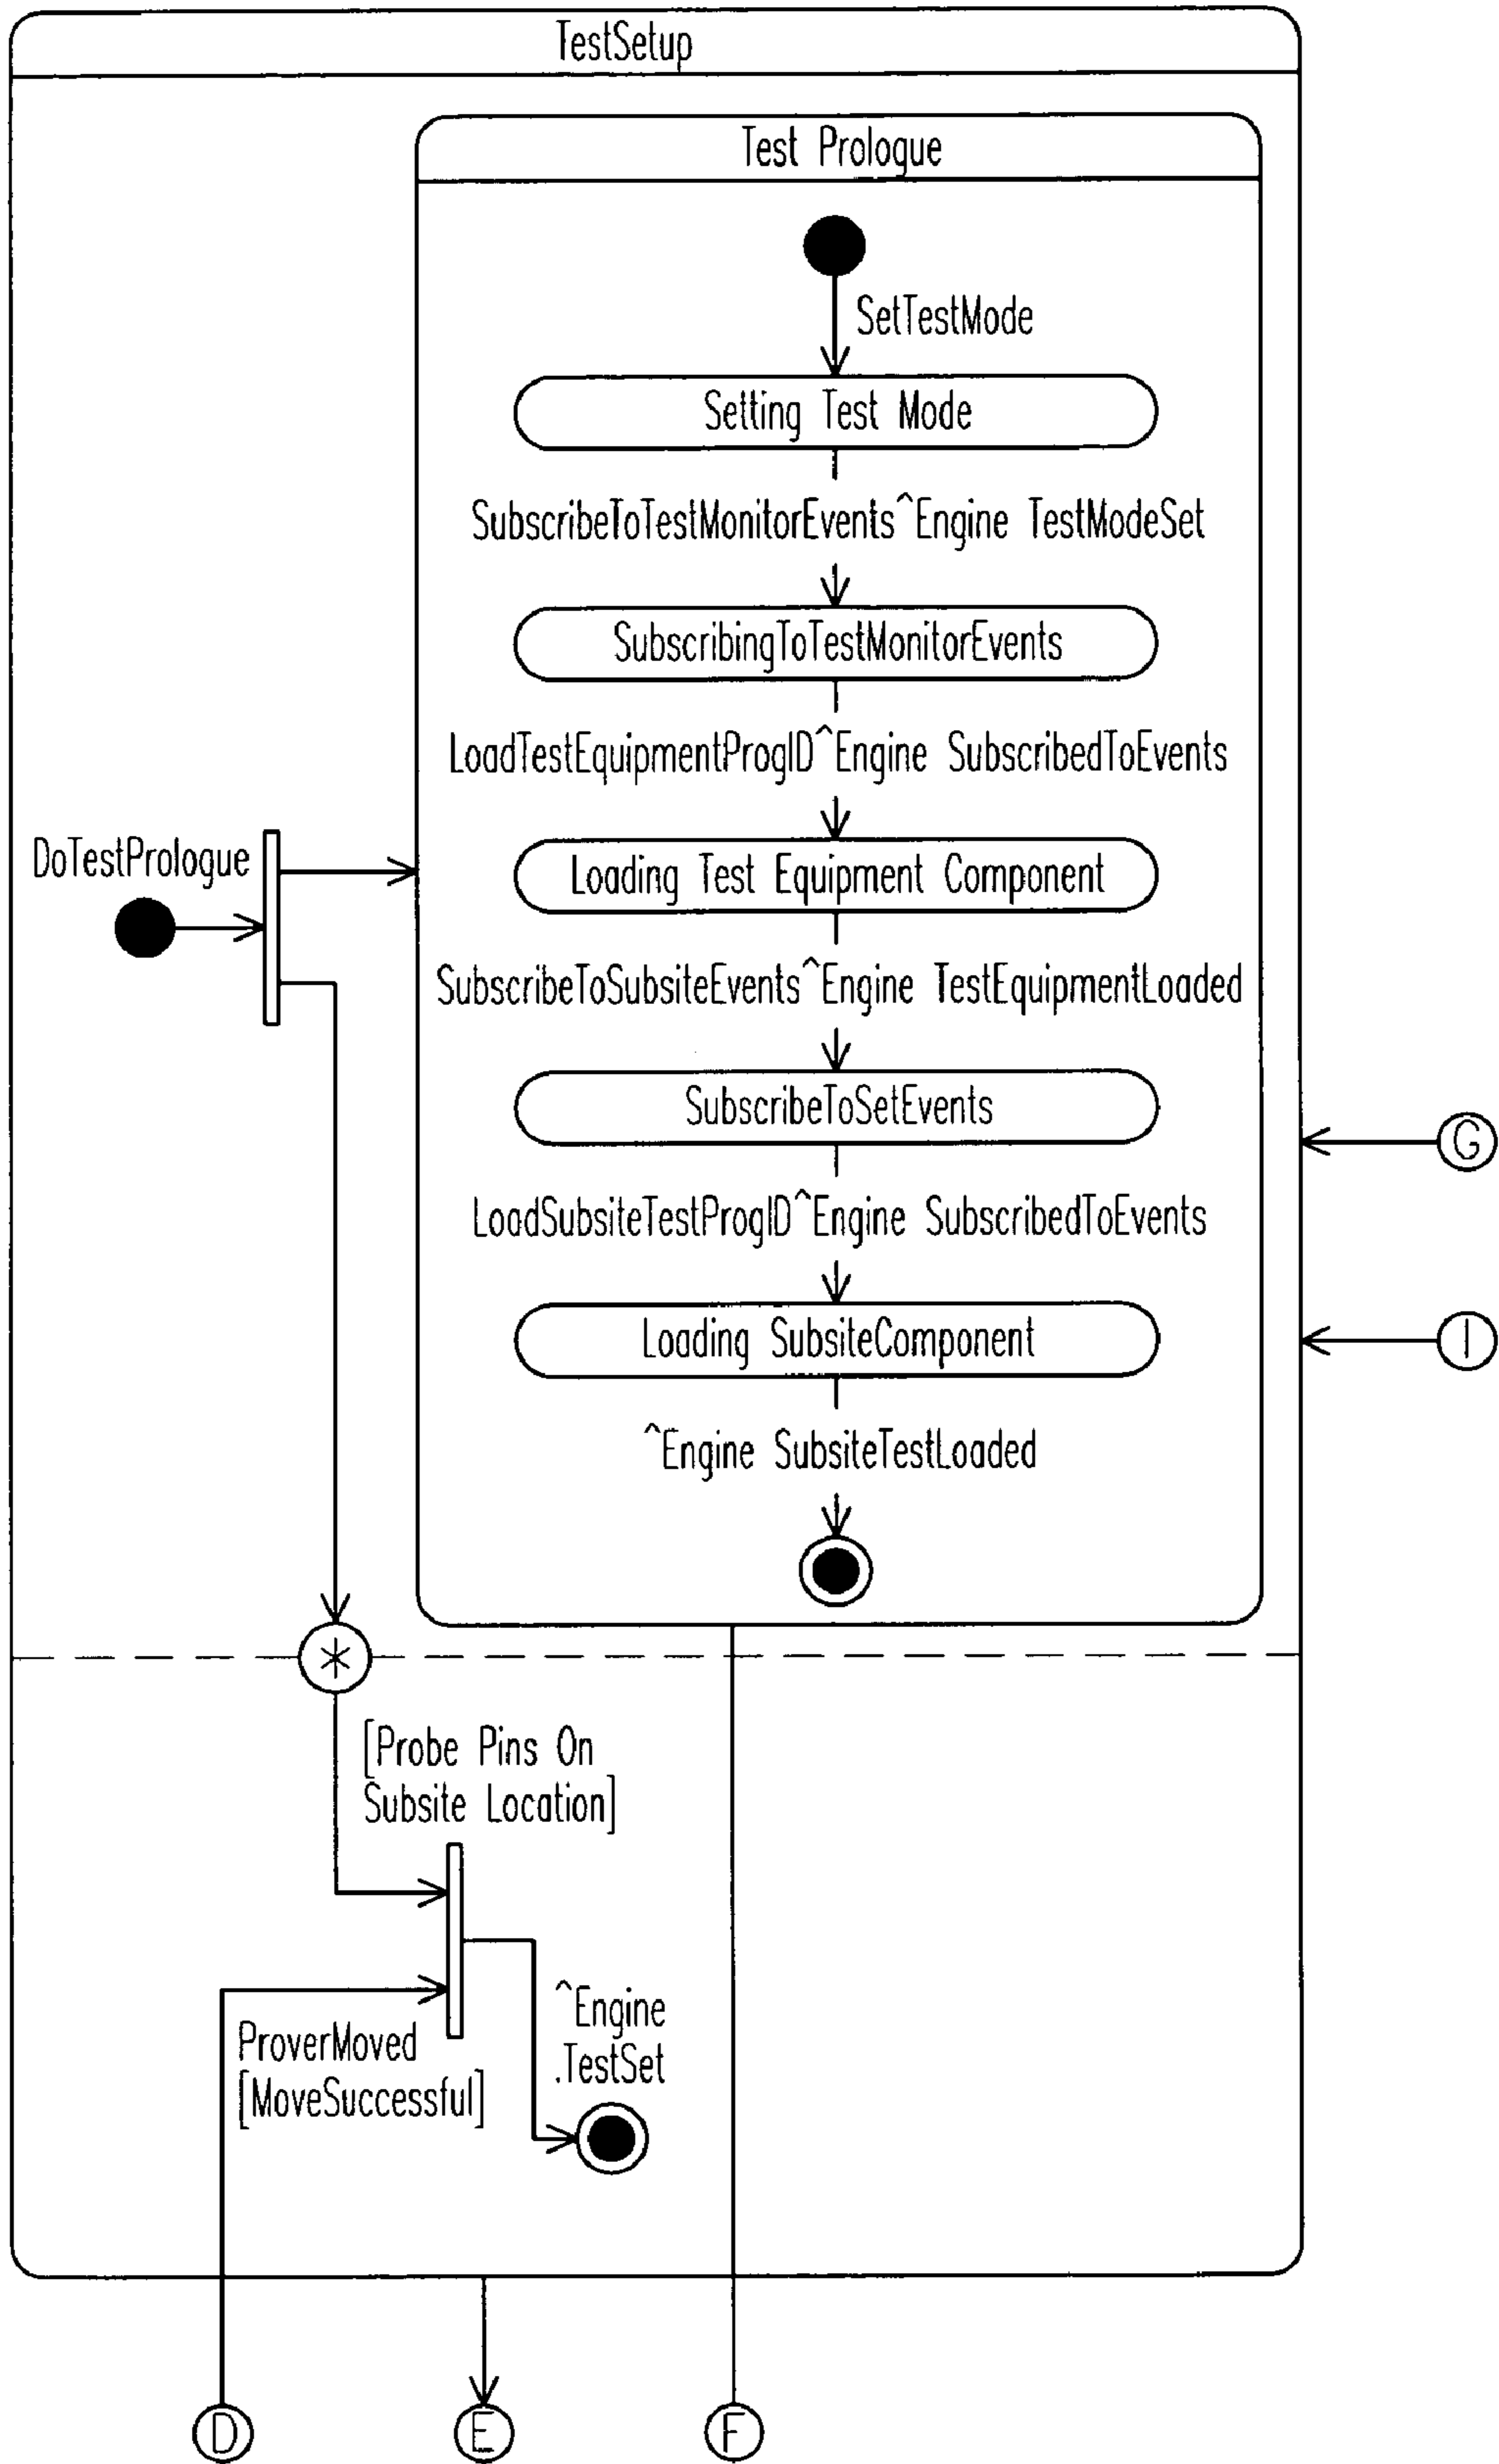 TestSetup
Test Prologue
SetTestMode
Setting Test Mode
SubscribeToTestMonitorEvents^Engine TestModeSet
SubscribingToTestMonitorEvents
LoadTestEquipmentProgID^Engine SubscribedToEvents
DoTestPrologue
Loading Test Equipment Component
SubscribeToSubsiteEvents^Engine TestEquipmentLoaded
SubscribeToSetEvents
G
LoadSubsiteTestProgID^Engine SubscribedToEvents
Loading SubsiteComponent
I
^Engine SubsiteTestLoaded
*
[Probe Pins On
Subsite Location]
^Engine
.TestSet
ProverMoved
[MoveSuccessful]
D
E
F